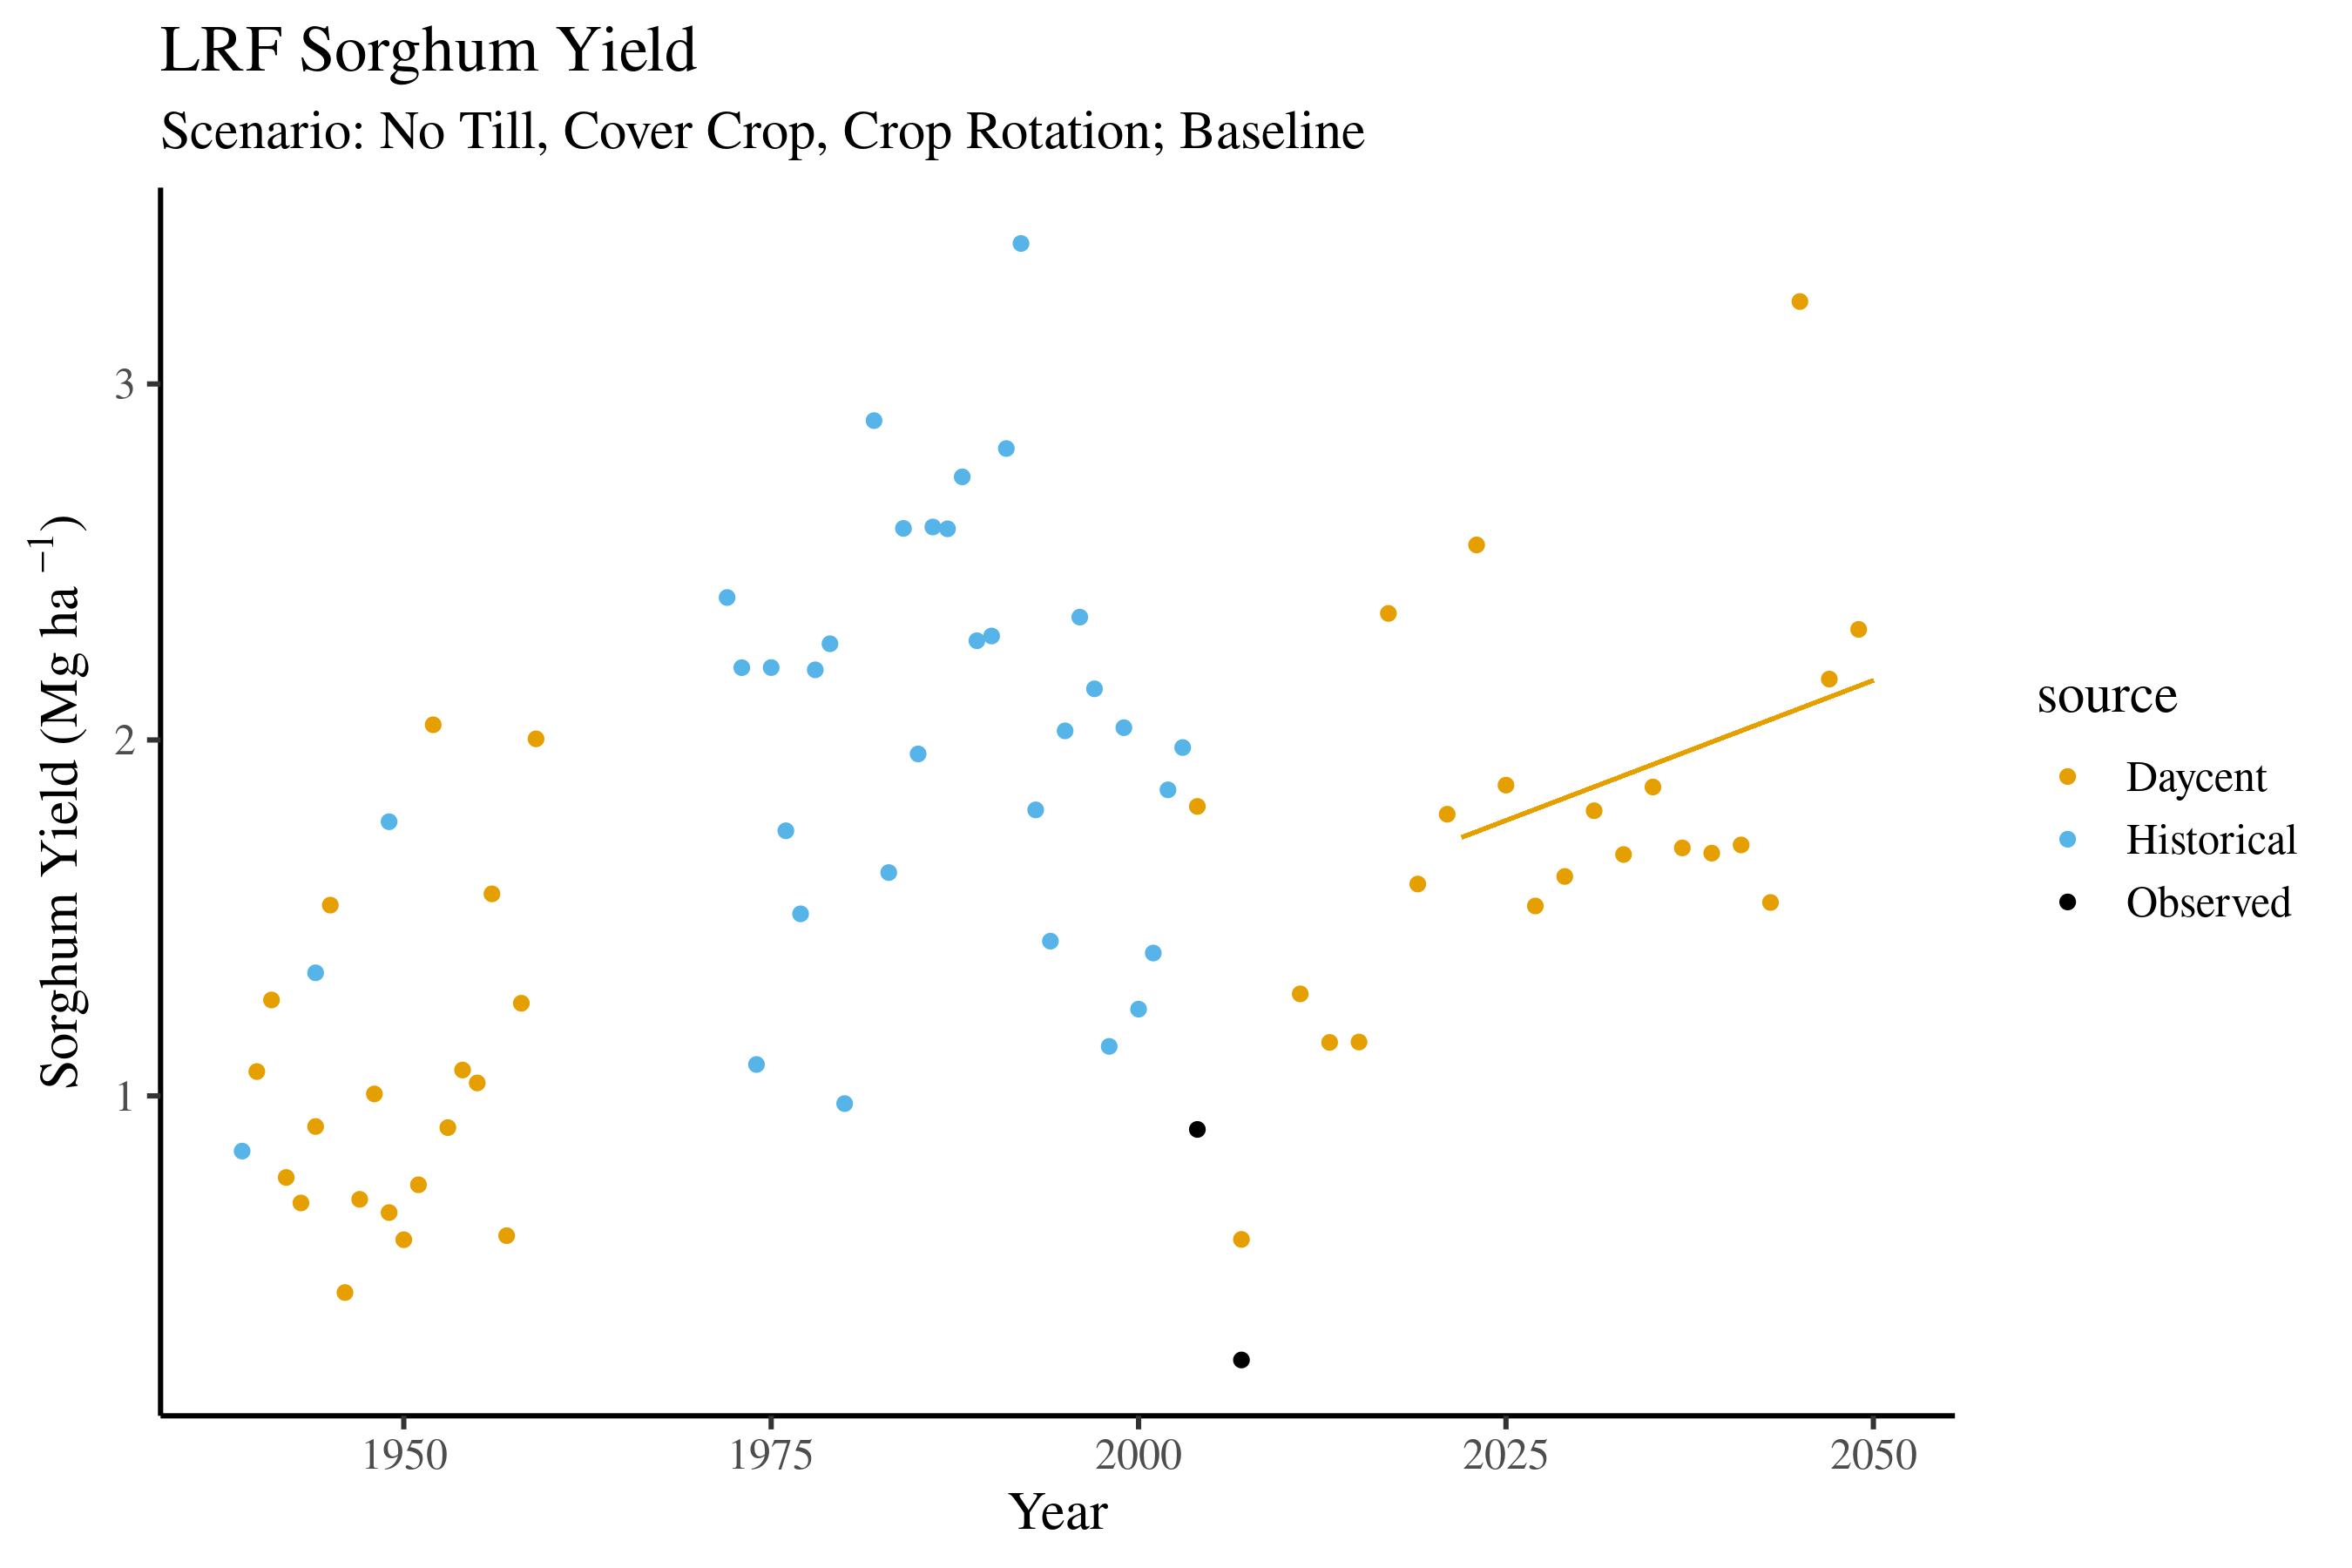 LRF Sorghum Yield
Scenario: No Till, Cover Crop, Crop Rotation; Baseline
Sorghum Yield (Mg ha⁻¹)
3
2
1
1950 1975 2000 2025 2050
Year
source
Daycent
Historical
Observed